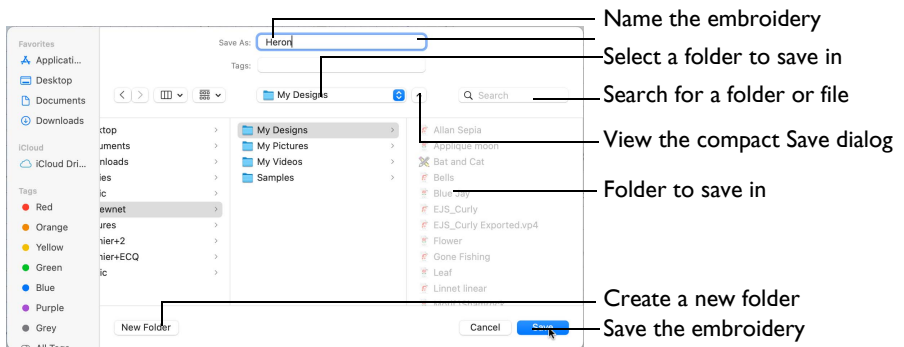 Name the embroidery
Select a folder to save in
Search for a folder or file
View the compact Save dialog
Folder to save in
Create a new folder
Save the embroidery
Save As: Heron
Tags:
My Designs
Search
Favorites
Applicati...
Desktop
Documents
Downloads
iCloud
iCloud Dri...
Tags
Red
Orange
Yellow
Green
Blue
Purple
Grey
All Tags
ktop
uments
nloads
ies
ic
ewnet
ures
nier+2
nier+ECQ
ic
My Designs
My Pictures
My Videos
Samples
Allan Sepia
Applique moon
Bat and Cat
Bells
Blue Jay
EJS_Curly
EJS_Curly Exported.vp4
Flower
Gone Fishing
Leaf
Linnet linear
New Folder
Cancel
Save